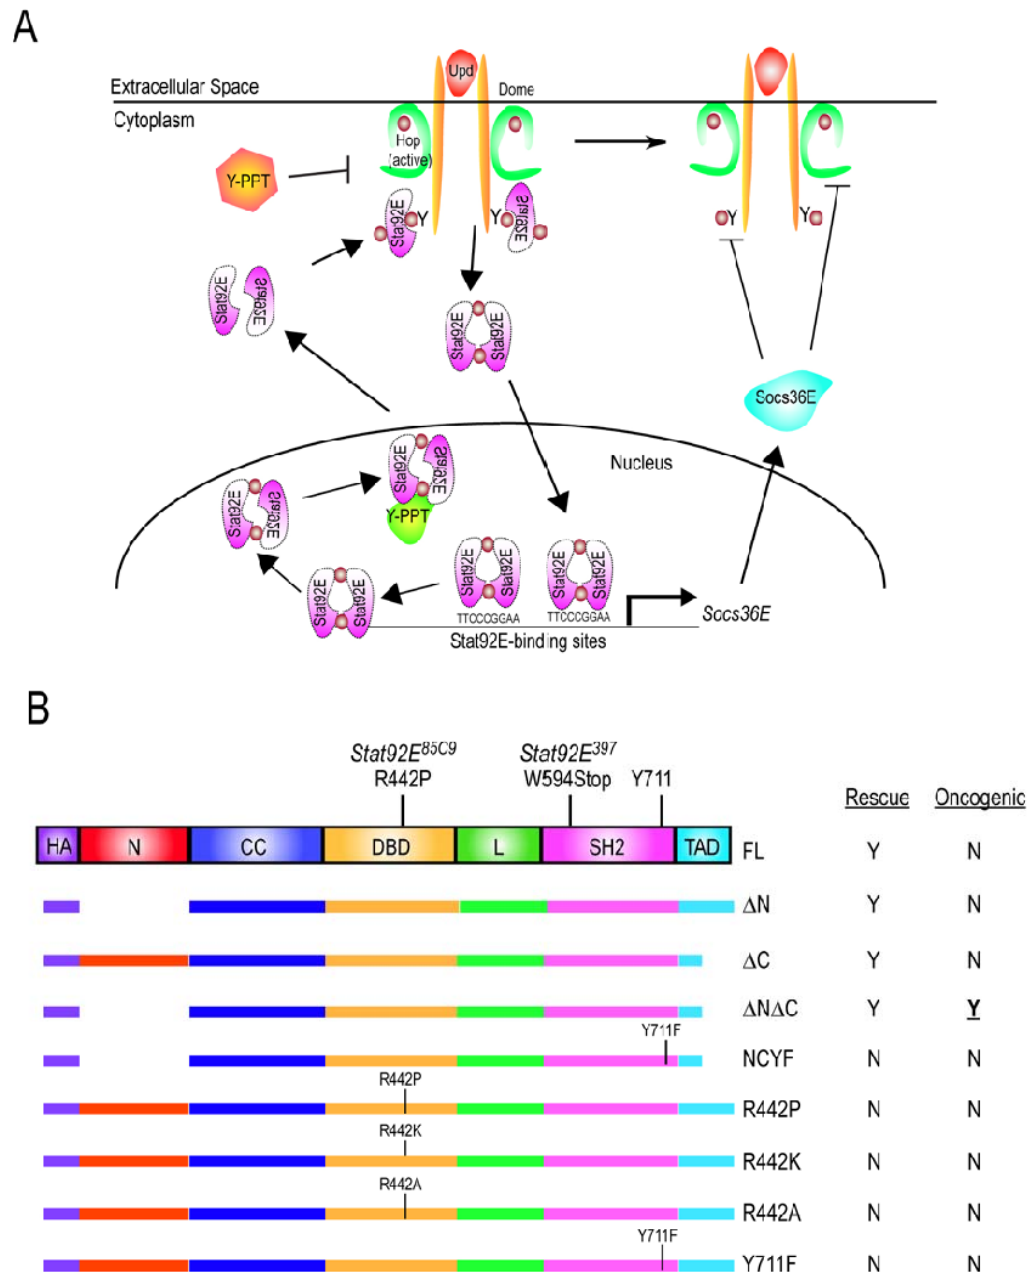 A
Upd
Extracellular Space
Dome
Cytoplasm
Hop
(active)
Y-PPT
Stat92E
Y
Y
Stat92E
Y
Y
Stat92E
Stat92E
Stat92E
Stat92E
Socs36E
Nucleus
Stat92E
Stat92E
Y-PPT
Stat92E
Stat92E
Stat92E
Stat92E
Stat92E
Stat92E
Stat92E
Stat92E
TTCCCGGAA
TTCCCGGAA
Socs36E
Stat92E-binding sites
B
Stat92E85C9
Stat92E397
R442P
W594Stop
Y711
Rescue
Oncogenic
HA
N
CC
DBD
L
SH2
TAD
FL
Y
N
ΔN
Y
N
ΔC
Y
N
ΔNΔC
Y
Y
Y711F
NCYF
N
N
R442P
R442P
N
N
R442K
R442K
N
N
R442A
R442A
N
N
Y711F
Y711F
N
N